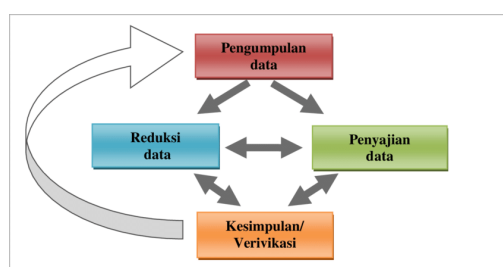 Pengumpulan
data
Reduksi
data
Penyajian
data
Kesimpulan/
Verivikasi